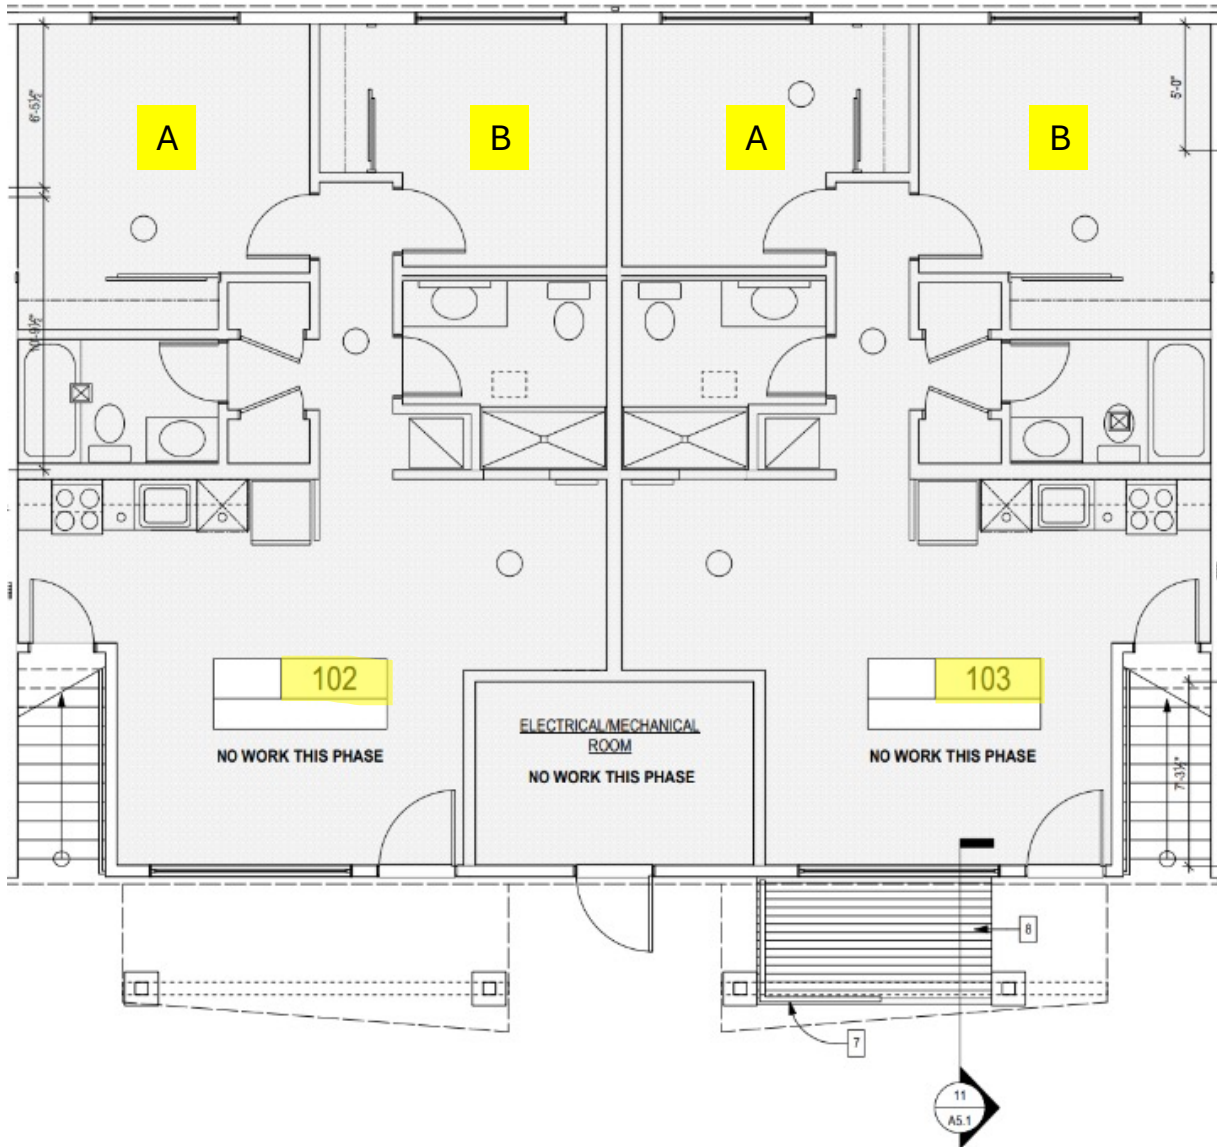 A
B
A
B
6'-5½"
5'-0"
10'-9½"
102
103
NO WORK THIS PHASE
ELECTRICAL/MECHANICAL
ROOM
NO WORK THIS PHASE
NO WORK THIS PHASE
7'-3½"
8
7
11
A5.1